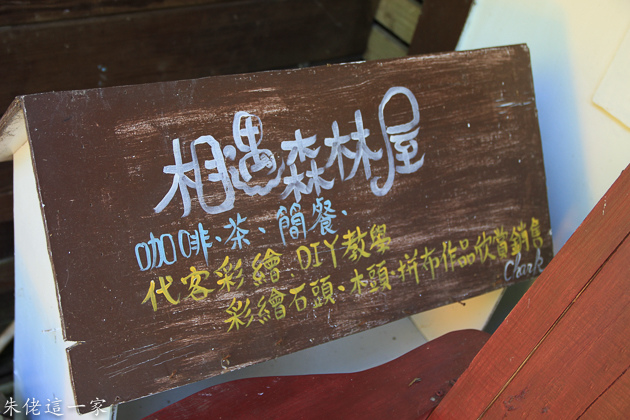 相遇森林屋
咖啡、茶、簡餐、
代客彩繪 DIY教學
彩繪石頭、木頭、拼布作品欣賞銷售
朱佬這一家